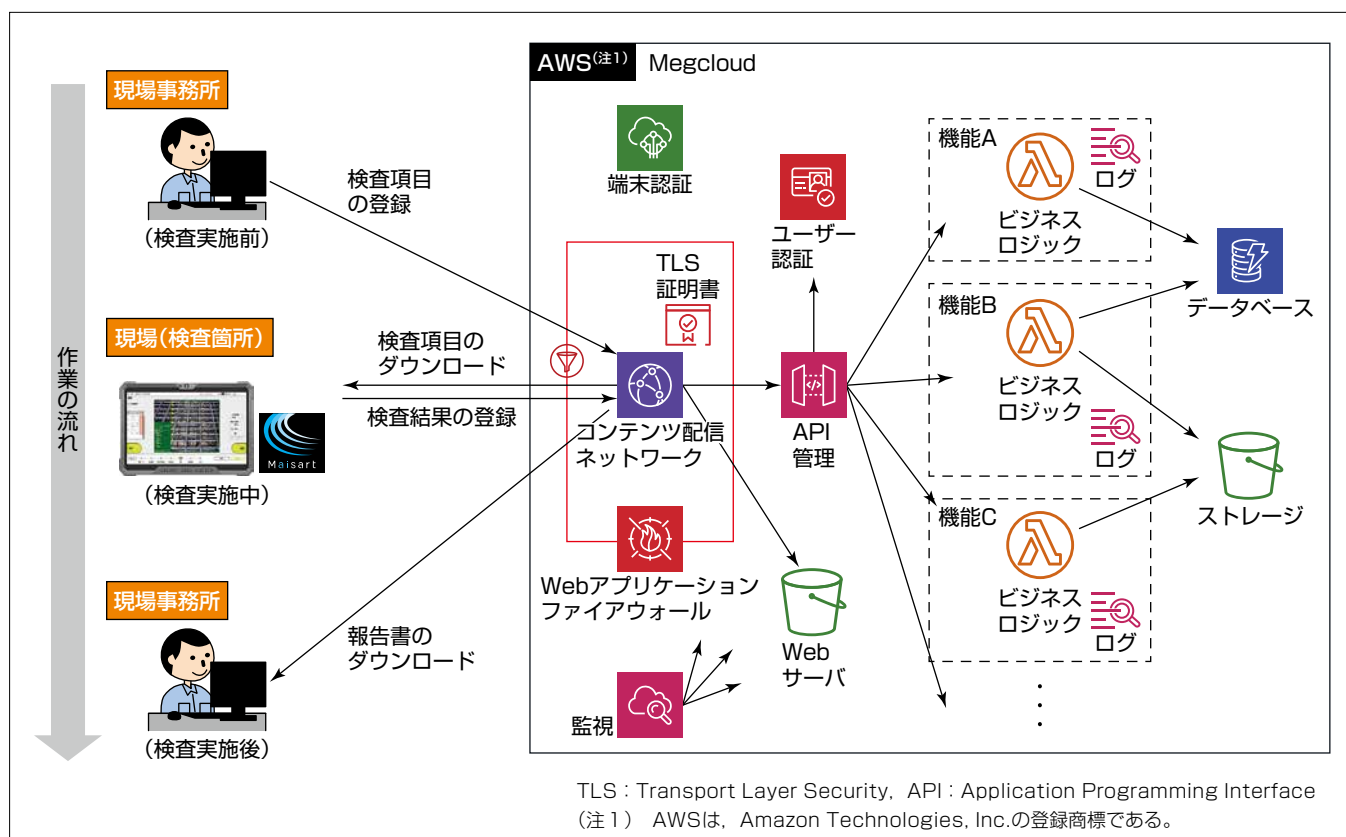 作業の流れ
現場事務所
(検査実施前)
検査項目
の登録
現場(検査箇所)
Maisart
(検査実施中)
検査項目の
ダウンロード
検査結果の登録
現場事務所
(検査実施後)
報告書の
ダウンロード
AWS(注1) Megcloud
端末認証
TLS
証明書
コンテンツ配信
ネットワーク
Webアプリケーション
ファイアウォール
監視
Web
サーバ
ユーザー
認証
API
管理
機能A
ログ
ビジネス
ロジック
機能B
ビジネス
ロジック
ログ
機能C
ビジネス
ロジック
ログ
データベース
ストレージ
TLS:Transport Layer Security, API:Application Programming Interface
(注1) AWSは,Amazon Technologies, Inc.の登録商標である。